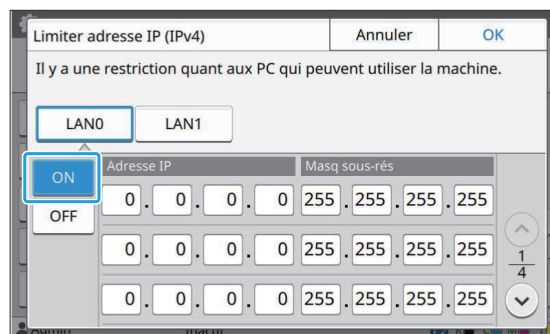 Limiter adresse IP (IPv4) Annuler OK
Il y a une restriction quant aux PC qui peuvent utiliser la machine.
LAN0 LAN1
Adresse IP Masq sous-rés
ON
0 . 0 . 0 . 0 255 . 255 . 255 . 255
OFF
0 . 0 . 0 . 0 255 . 255 . 255 . 255
1
4
0 . 0 . 0 . 0 255 . 255 . 255 . 255